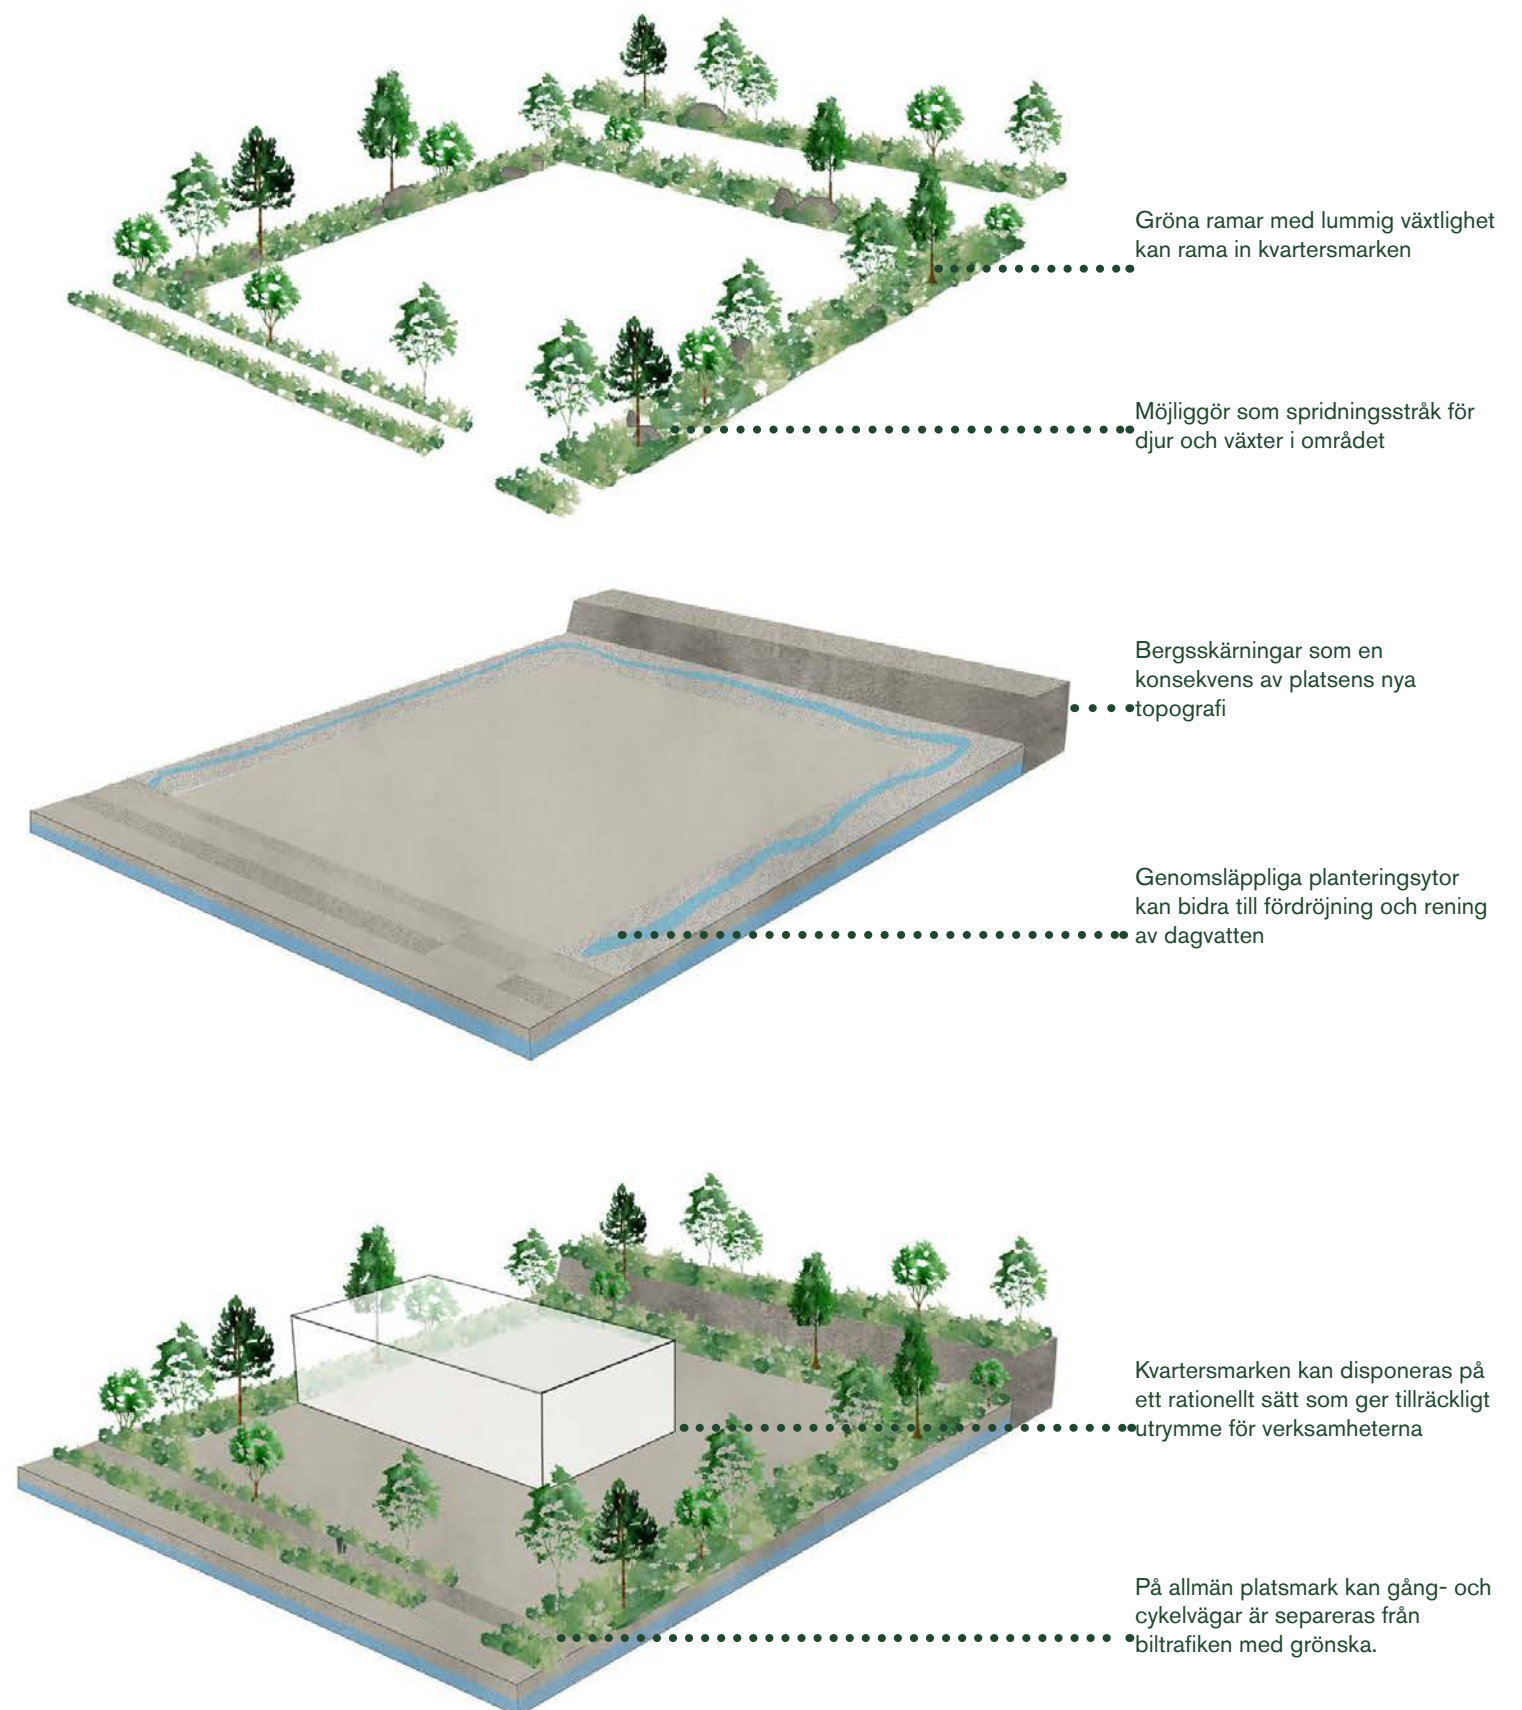 Gröna ramar med lummig växtlighet
kan rama in kvartersmarken
Möjliggör som spridningsstråk för
djur och växter i området
Bergsskärningar som en
konsekvens av platsens nya
topografi
Genomsläppliga planteringsytor
kan bidra till fördröjning och rening
av dagvatten
Kvartersmarken kan disponeras på
ett rationellt sätt som ger tillräckligt
utrymme för verksamheterna
På allmän platsmark kan gång- och
cykelvägar är separeras från
biltrafiken med grönska.